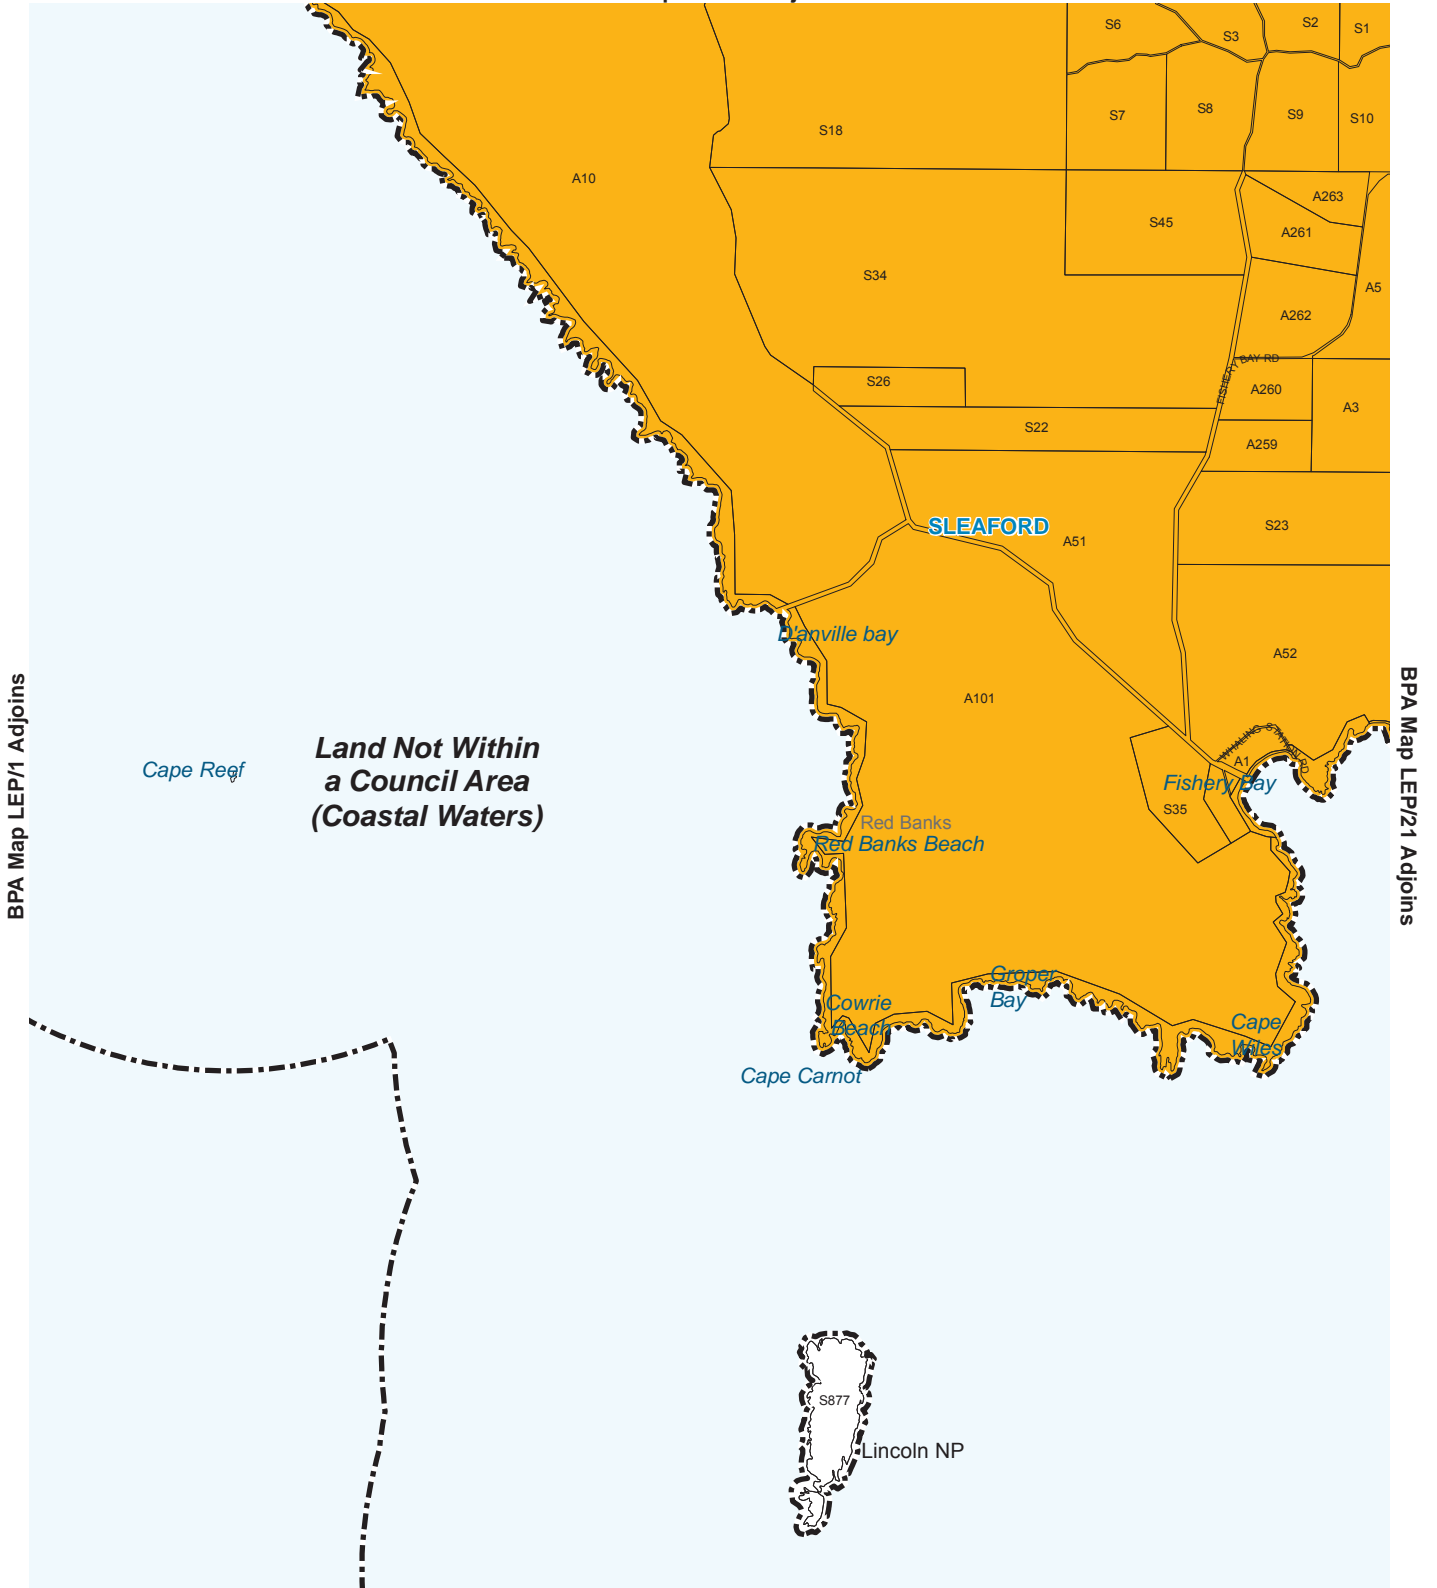 S6
S3
S2
S1
S7
S8
S9
S10
S18
A10
A263
S45
A261
S34
A5
A262
FISHERY BAY RD
S26
A260
A3
S22
A259
SLEAFORD
S23
A51
D'anville bay
A52
A101
BPA Map LEP/1 Adjoins
BPA Map LEP/21 Adjoins
Land Not Within
a Council Area
(Coastal Waters)
Cape Reef
WHALING STATION RD
A1
Fishery Bay
S35
Red Banks
Red Banks Beach
Groper
Bay
Cowrie
Beach
Cape
Wiles
Cape Carnot
S877
Lincoln NP